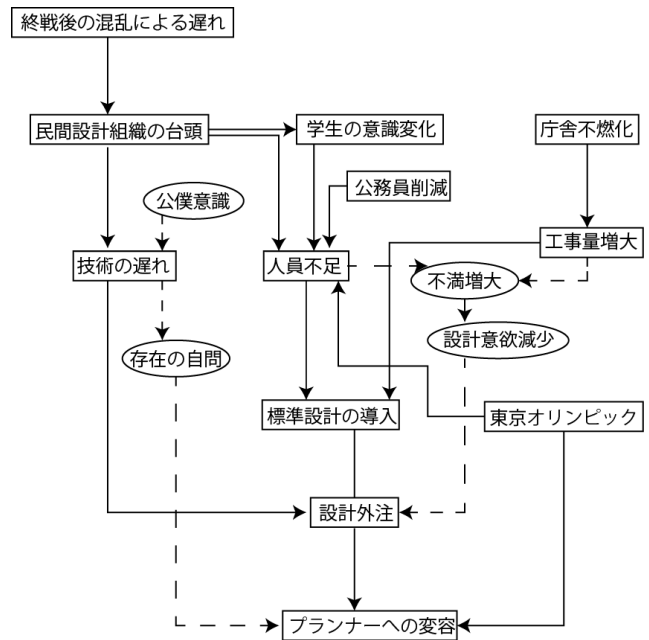 終戦後の混乱による遅れ
民間設計組織の台頭
学生の意識変化
庁舎不燃化
公務員削減
公僕意識
工事量増大
技術の遅れ
人員不足
不満増大
設計意欲減少
存在の自問
標準設計の導入
東京オリンピック
設計外注
プランナーへの変容